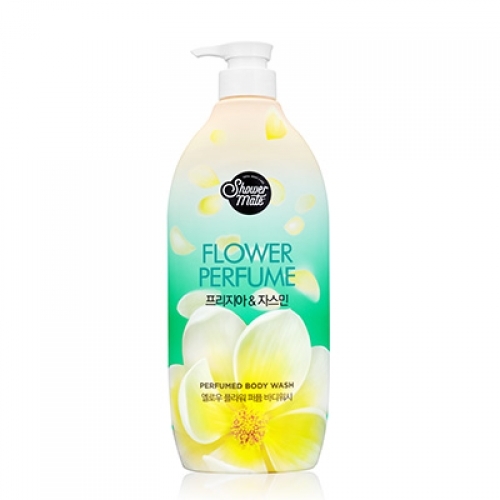 Shower
Mate
FLOWER
PERFUME
프리지아 & 자스민
PERFUMED BODY WASH
옐로우 플라워 퍼퓸 바디워시